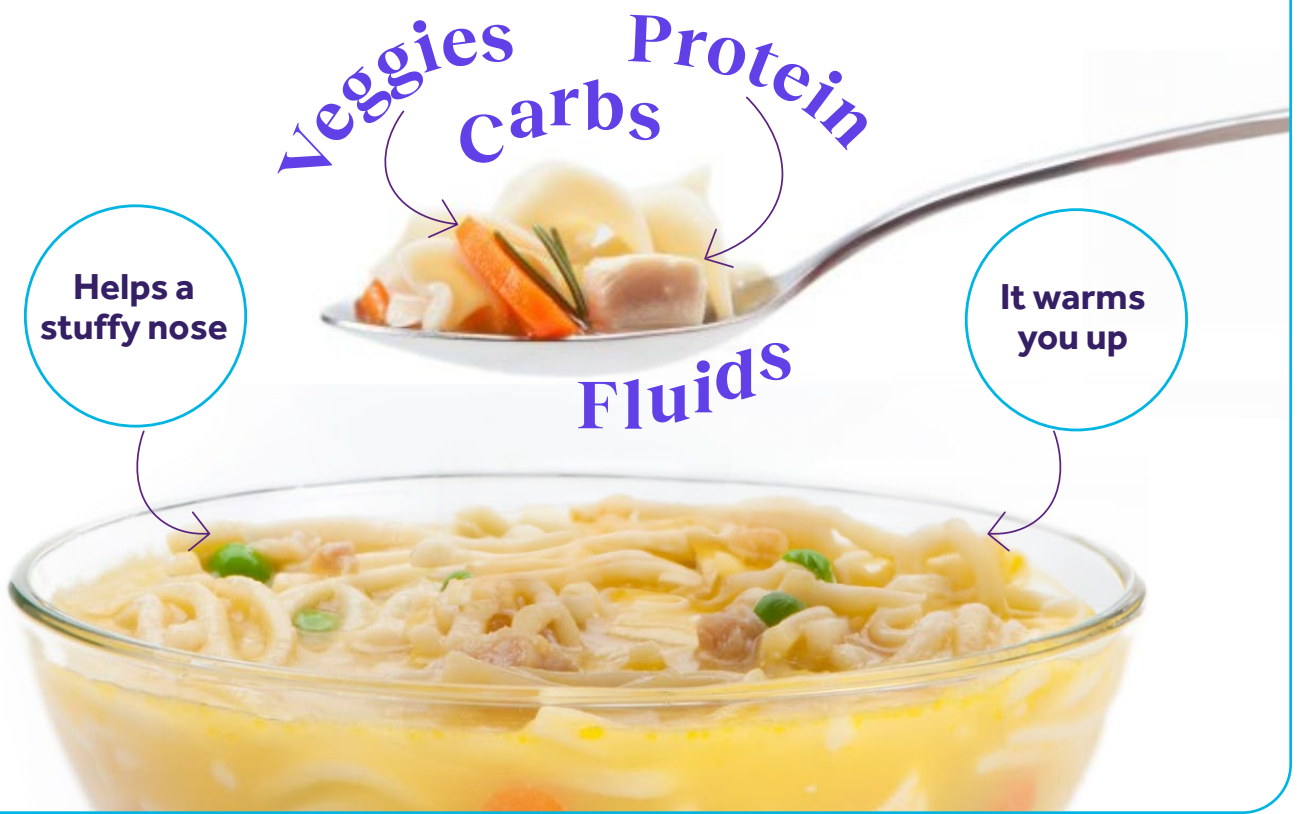 Veggies
Protein
Carbs
Helps a
stuffy nose
It warms
you up
Fluids